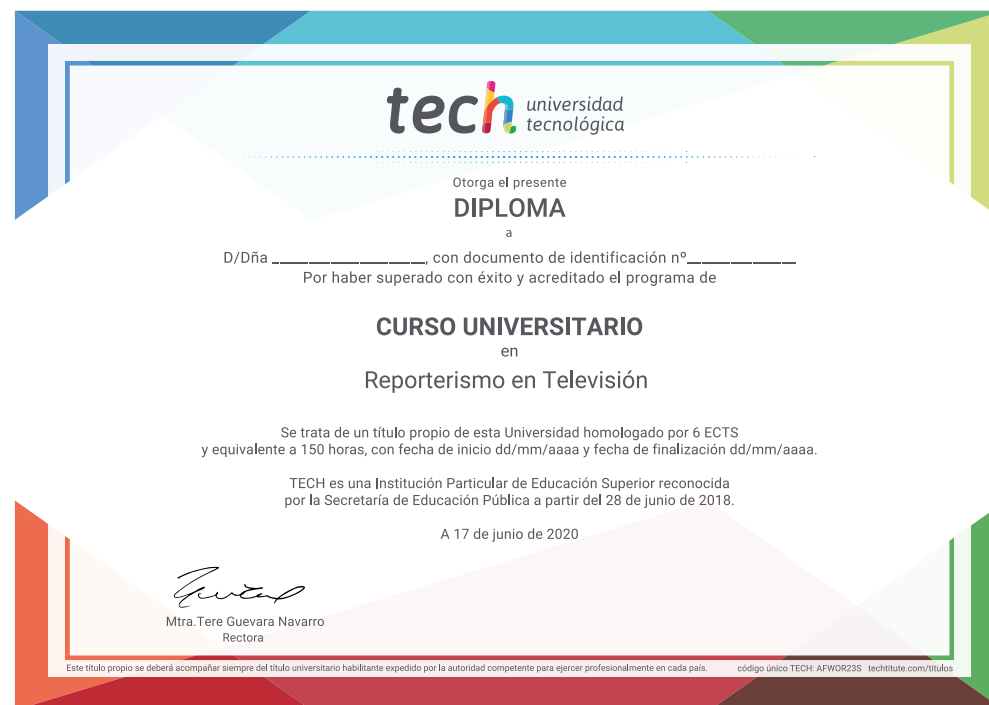 tech universidad
tecnológica
Otorga el presente
DIPLOMA
a
D/Dña ____________________, con documento de identificación nº______________
Por haber superado con éxito y acreditado el programa de
CURSO UNIVERSITARIO
en
Reporterismo en Televisión
Se trata de un título propio de esta Universidad homologado por 6 ECTS
y equivalente a 150 horas, con fecha de inicio dd/mm/aaaa y fecha de finalización dd/mm/aaaa.
TECH es una Institución Particular de Educación Superior reconocida
por la Secretaría de Educación Pública a partir del 28 de junio de 2018.
A 17 de junio de 2020
Mtra.Tere Guevara Navarro
Rectora
Este título propio se deberá acompañar siempre del título universitario habilitante expedido por la autoridad competente para ejercer profesionalmente en cada país. código único TECH: AFWOR23S techtitute.com/titulos